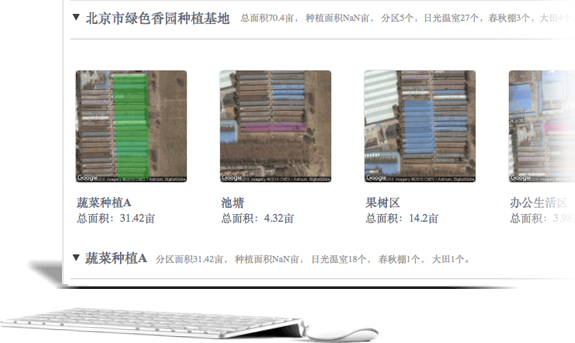 北京市绿色香园种植基地 总面积70.4亩， 种植面积NaN亩， 分区5个，日光温室27个，春秋棚3个，大田
Google
Google
Google
蔬菜种植A 池塘 果树区 办公生活区
总面积：31.42亩 总面积：4.32亩 总面积：14.2亩 总面积：3.98
蔬菜种植A 分区面积31.42亩， 种植面积NaN亩， 日光温室18个， 春秋棚1个， 大田1个。